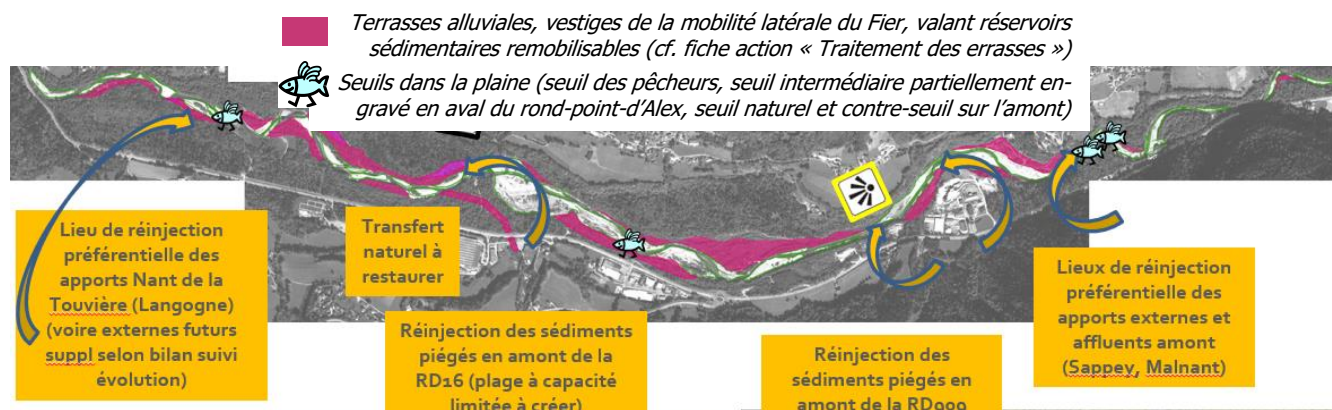 Terrasses alluviales, vestiges de la mobilité latérale du Fier, valant réservoirs
sédimentaires remobilisables (cf. fiche action « Traitement des errasses »)
Seuils dans la plaine (seuil des pêcheurs, seuil intermédiaire partiellement en-
gravé en aval du rond-point-d’Alex, seuil naturel et contre-seuil sur l’amont)
Lieu de réinjection
préférentielle des
apports Nant de la
Touvière (Langogne)
(voire externes futurs
suppl selon bilan suivi
évolution)
Transfert
naturel à
restaurer
Réinjection des sédiments
piégés en amont de la
RD16 (plage à capacité
limitée à créer)
Réinjection des
sédiments piégés en
amont de la RD909
Lieux de réinjection
préférentielle des
apports externes et
affluents amont
(Sappey, Malnant)